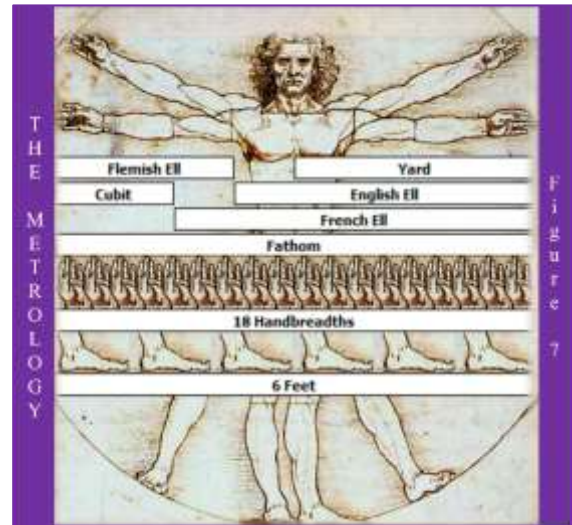 THE METROLOGY
Flemish Ell Yard
Cubit English Ell
French Ell
Fathom
18 Handbreadths
6 Feet
Figure 7